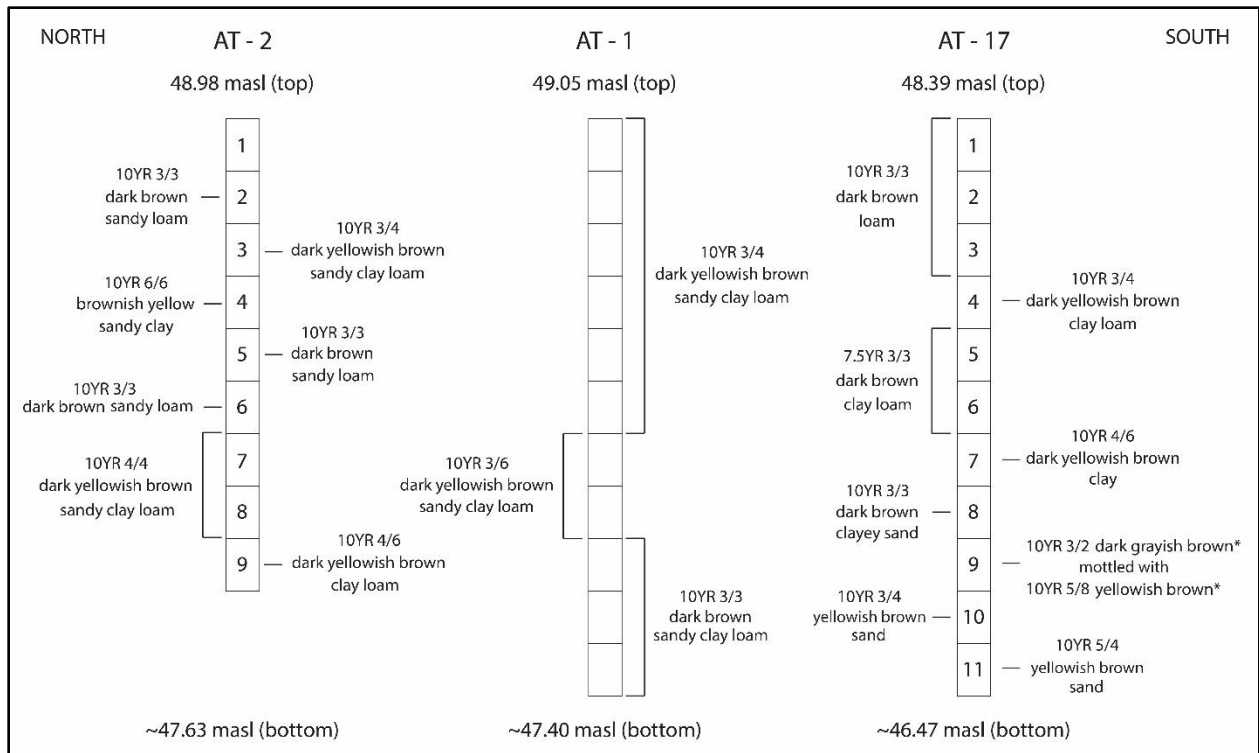 NORTH
AT - 2
48.98 masl (top)
1
2
3
4
5
6
7
8
9
10YR 3/3
dark brown
sandy loam
10YR 3/4
dark yellowish brown
sandy clay loam
10YR 6/6
brownish yellow
sandy clay
10YR 3/3
dark brown
sandy loam
10YR 3/3
dark brown sandy loam
10YR 4/4
dark yellowish brown
sandy clay loam
10YR 4/6
dark yellowish brown
clay loam
~47.63 masl (bottom)
AT - 1
49.05 masl (top)
10YR 3/4
dark yellowish brown
sandy clay loam
10YR 3/6
dark yellowish brown
sandy clay loam
10YR 3/3
dark brown
sandy clay loam
~47.40 masl (bottom)
AT - 17
SOUTH
48.39 masl (top)
1
2
3
4
5
6
7
8
9
10
11
10YR 3/3
dark brown
loam
10YR 3/4
dark yellowish brown
clay loam
7.5YR 3/3
dark brown
clay loam
10YR 4/6
dark yellowish brown
clay
10YR 3/3
dark brown
clayey sand
10YR 3/2 dark grayish brown*
mottled with
10YR 5/8 yellowish brown*
10YR 3/4
yellowish brown
sand
10YR 5/4
yellowish brown
sand
~46.47 masl (bottom)